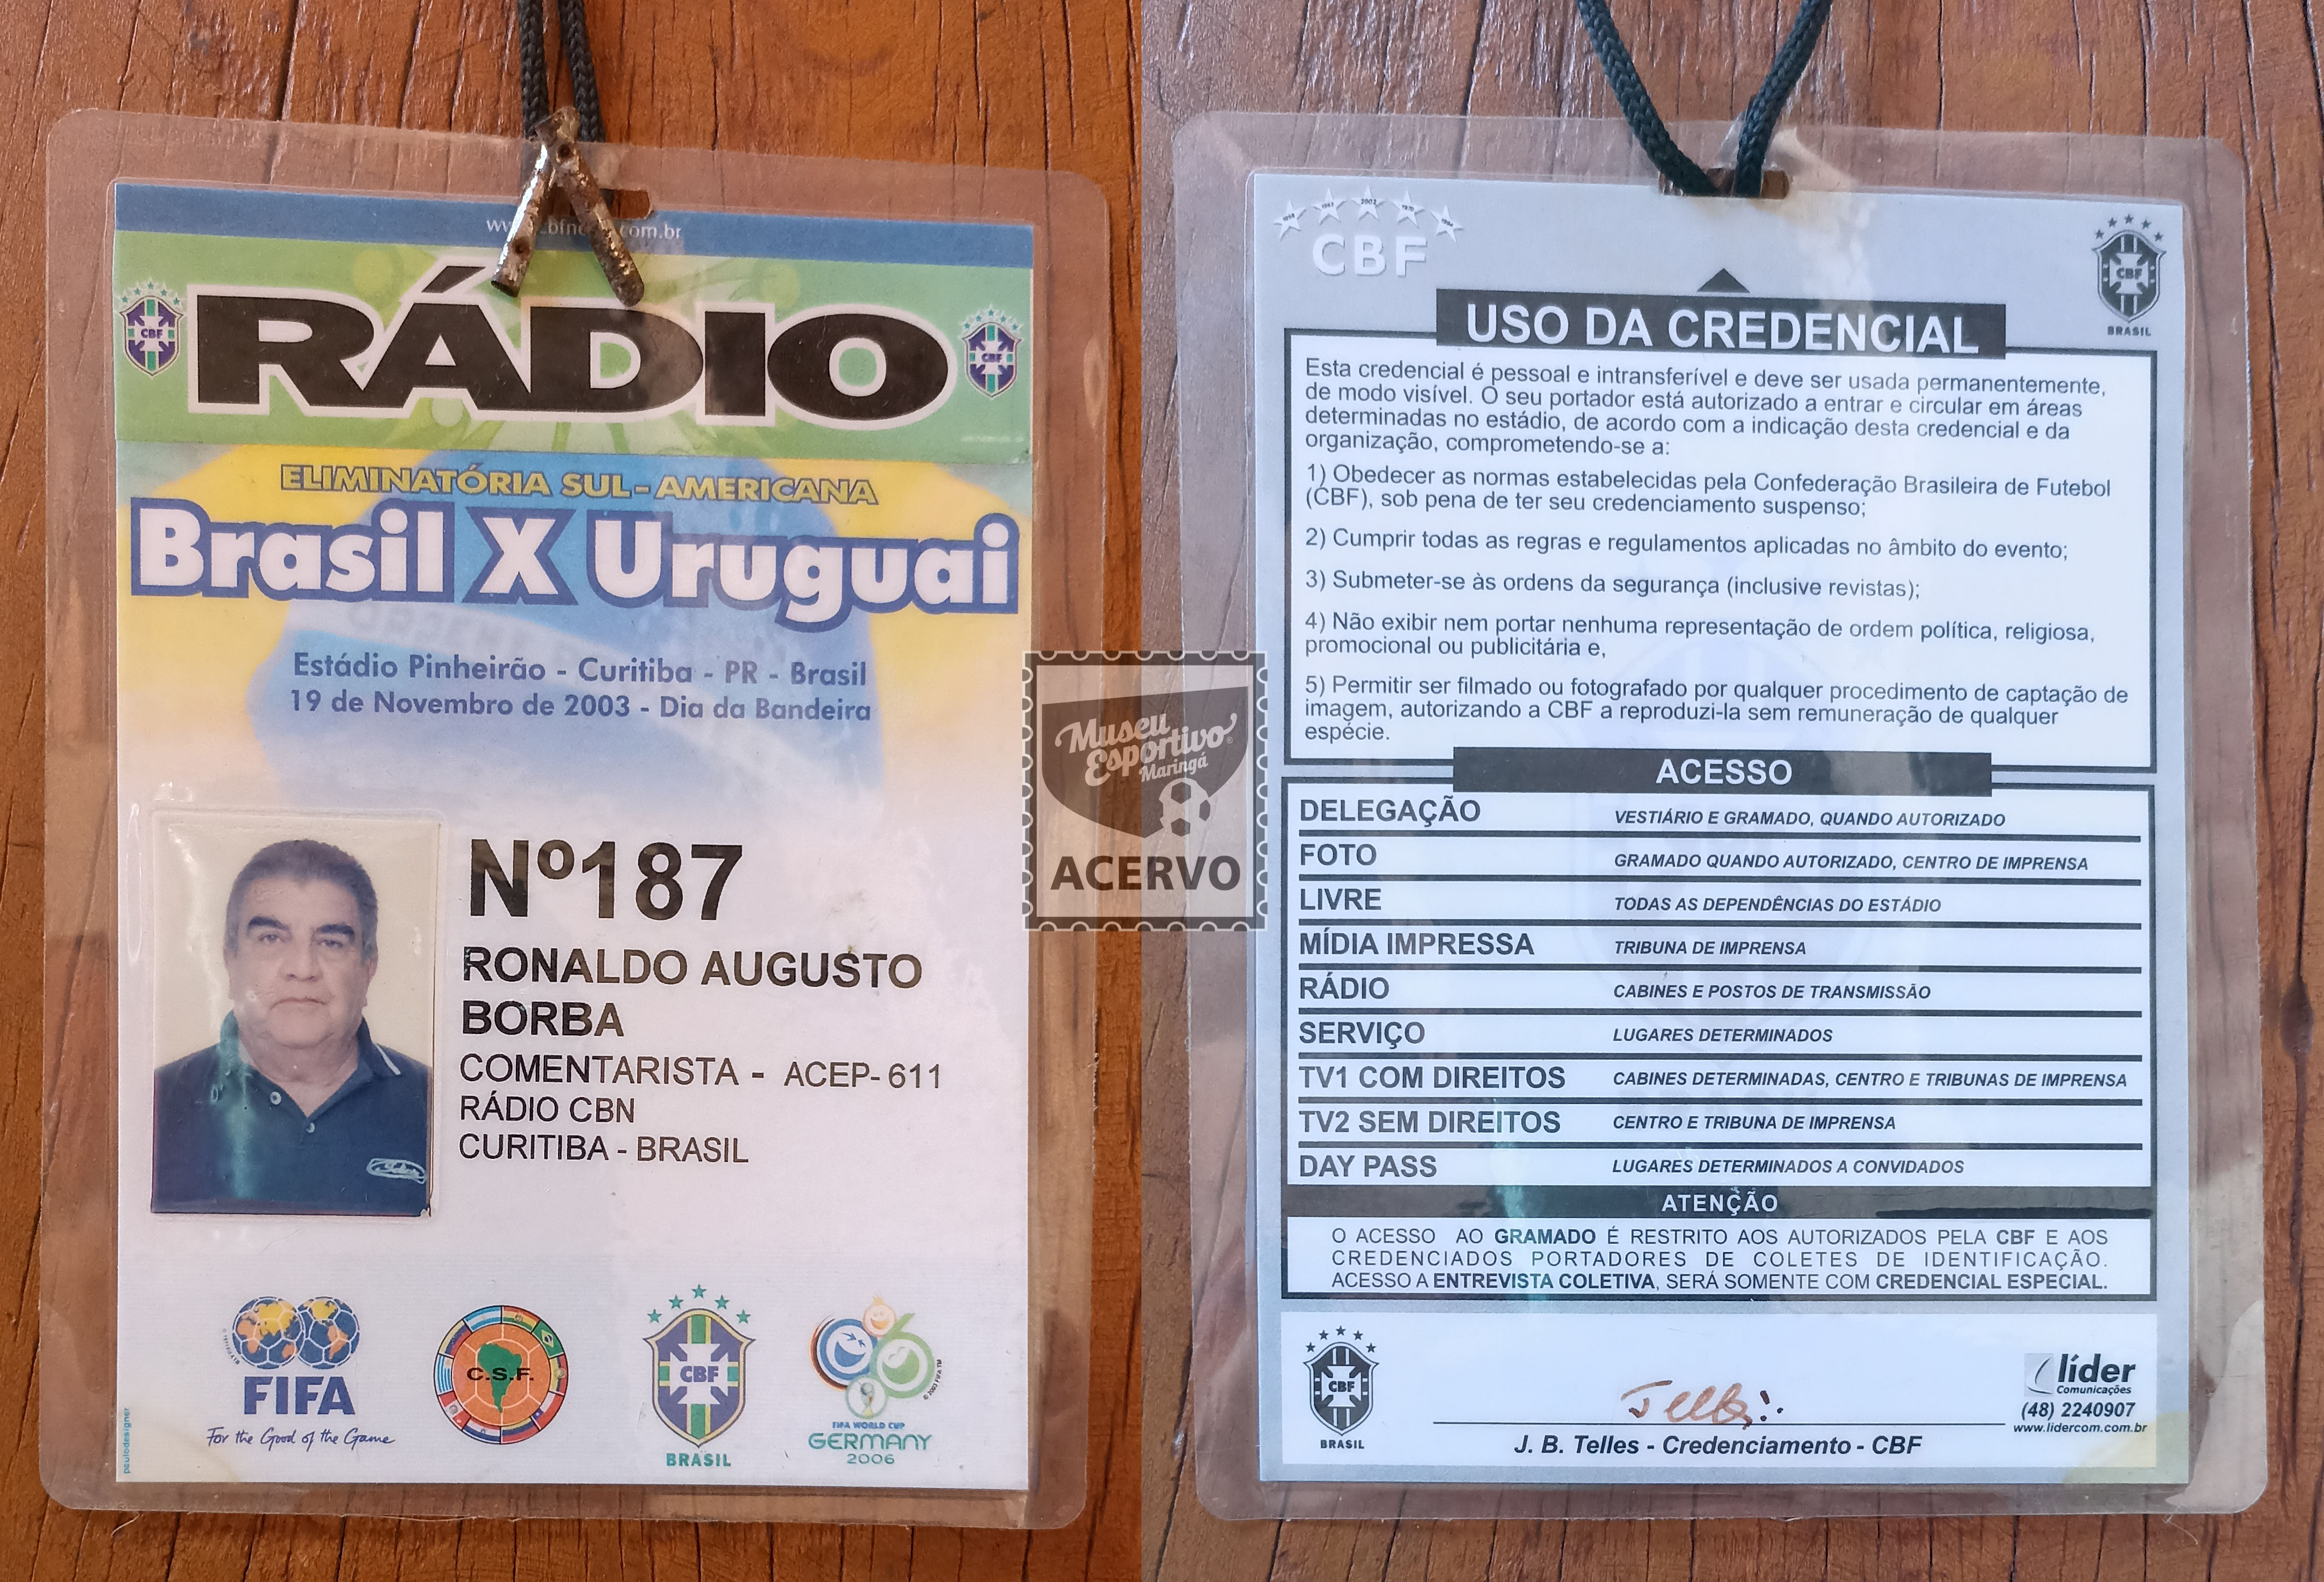 RÁDIO
CBF
CBF
ELIMINATÓRIA SUL-AMERICANA
Brasil X Uruguai
Estádio Pinheirão - Curitiba - PR - Brasil
19 de Novembro de 2003 - Dia da Bandeira
Nº187
RONALDO AUGUSTO
BORBA
COMENTARISTA - ACEP-611
RÁDIO CBN
CURITIBA - BRASIL
FIFA
For the Good of the Game
C.S.F.
CBF
BRASIL
FIFA WORLD CUP
GERMANY
2006
paulodesigner
Museu
Esportivo
Maringá
ACERVO
CBF
CBF
BRASIL
USO DA CREDENCIAL
Esta credencial é pessoal e intransferível e deve ser usada permanentemente,
de modo visível. O seu portador está autorizado a entrar e circular em áreas
determinadas no estádio, de acordo com a indicação desta credencial e da
organização, comprometendo-se a:
1) Obedecer as normas estabelecidas pela Confederação Brasileira de Futebol
(CBF), sob pena de ter seu credenciamento suspenso;
2) Cumprir todas as regras e regulamentos aplicadas no âmbito do evento;
3) Submeter-se às ordens da segurança (inclusive revistas);
4) Não exibir nem portar nenhuma representação de ordem política, religiosa,
promocional ou publicitária e,
5) Permitir ser filmado ou fotografado por qualquer procedimento de captação de
imagem, autorizando a CBF a reproduzi-la sem remuneração de qualquer
espécie.
ACESSO
DELEGAÇÃO VESTIÁRIO E GRAMADO, QUANDO AUTORIZADO
FOTO GRAMADO QUANDO AUTORIZADO, CENTRO DE IMPRENSA
LIVRE TODAS AS DEPENDÊNCIAS DO ESTÁDIO
MÍDIA IMPRESSA TRIBUNA DE IMPRENSA
RÁDIO CABINES E POSTOS DE TRANSMISSÃO
SERVIÇO LUGARES DETERMINADOS
TV1 COM DIREITOS CABINES DETERMINADAS, CENTRO E TRIBUNAS DE IMPRENSA
TV2 SEM DIREITOS CENTRO E TRIBUNA DE IMPRENSA
DAY PASS LUGARES DETERMINADOS A CONVIDADOS
ATENÇÃO
O ACESSO AO GRAMADO É RESTRITO AOS AUTORIZADOS PELA CBF E AOS
CREDENCIADOS PORTADORES DE COLETES DE IDENTIFICAÇÃO.
ACESSO A ENTREVISTA COLETIVA, SERÁ SOMENTE COM CREDENCIAL ESPECIAL.
CBF
BRASIL
Telles
J. B. Telles - Credenciamento - CBF
líder
Comunicações
(48) 2240907
www.lidercom.com.br